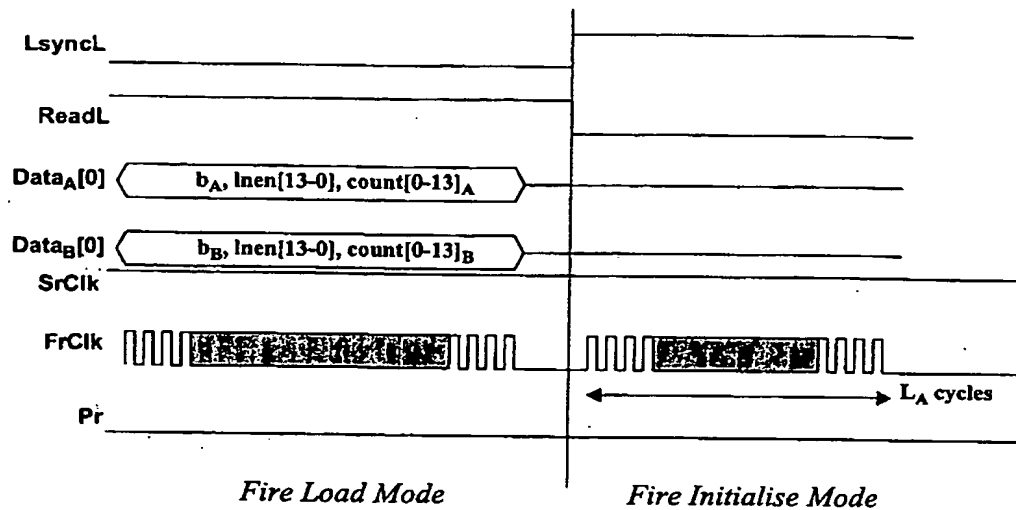 LsyncL
ReadL
DataA[0] bA, lnen[13-0], count[0-13]A
DataB[0] bB, lnen[13-0], count[0-13]B
SrClk
FrClk
LA cycles
Pr
Fire Load Mode Fire Initialise Mode